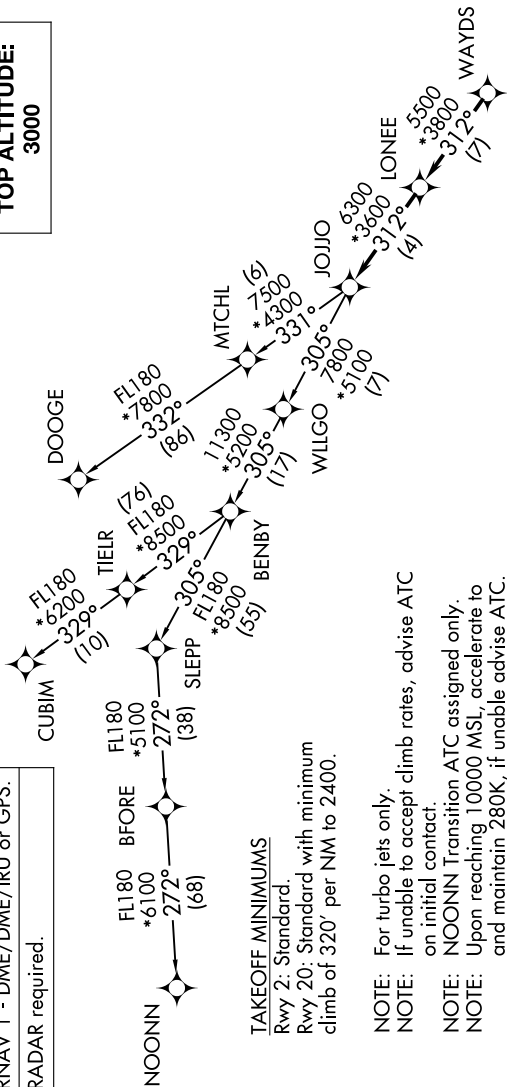 RNAV 1 - DME/DME/IRU or GPS.
RADAR required.
TOP ALTITUDE:
3000
NOONN
FL180
*6100
272°
(68)
BFORE
FL180
*5100
272°
(38)
SLEPP
CUBIM
FL180
*6200
329°
(10)
TIELR
(76)
FL180
*8500
329°
305°
FL180
*8500
(55)
BENBY
DOOGE
FL180
*7800
332°
(86)
MTCHL
(6)
7500
*4300
331°
11300
*5200
305°
(17)
WLLGO
305°
7800
*5100
(7)
JOJJO
6300
*3600
312°
(4)
LONEE
5500
*3800
312°
(7)
WAYDS
TAKEOFF MINIMUMS
Rwy 2: Standard.
Rwy 20: Standard with minimum
climb of 320' per NM to 2400.
NOTE: For turbo jets only.
NOTE: If unable to accept climb rates, advise ATC
on initial contact.
NOTE: NOONN Transition ATC assigned only.
NOTE: Upon reaching 10000 MSL, accelerate to
and maintain 280K, if unable advise ATC.